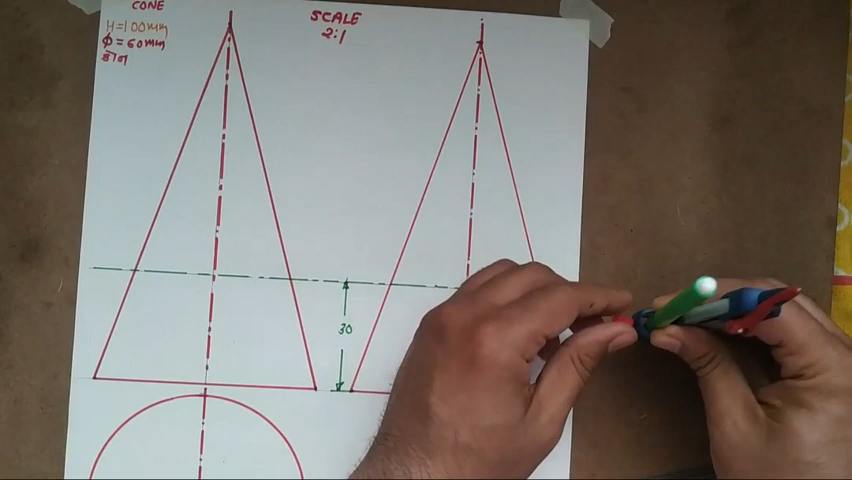 CONE
H=100mm
ϕ=60mm
SCALE
2:1
30